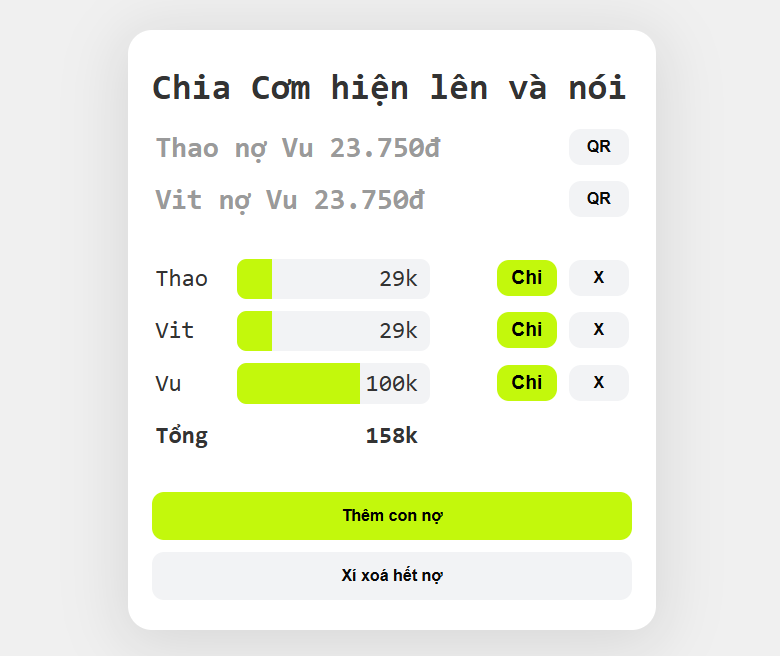 Chia Cơm hiện lên và nói
Thao nợ Vu 23.750đ QR
Vit nợ Vu 23.750đ QR
Thao 29k Chi X
Vit 29k Chi X
Vu 100k Chi X
Tổng 158k
Thêm con nợ
Xí xoá hết nợ